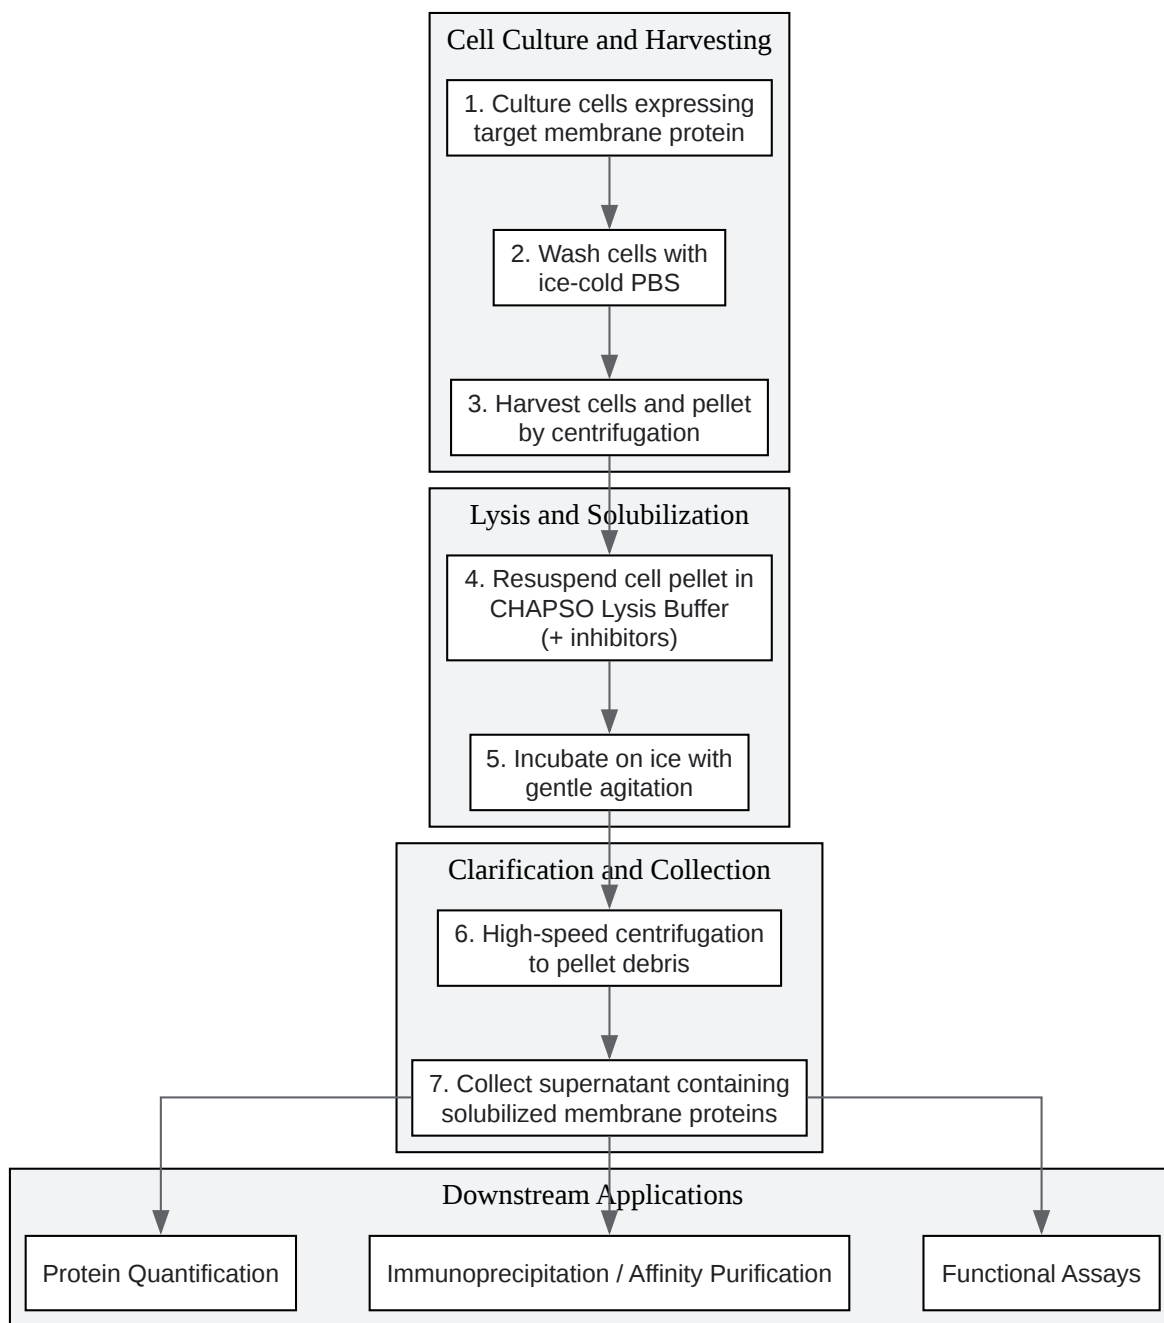 Cell Culture and Harvesting
1. Culture cells expressing
target membrane protein
2. Wash cells with
ice-cold PBS
3. Harvest cells and pellet
by centrifugation
Lysis and Solubilization
4. Resuspend cell pellet in
CHAPSO Lysis Buffer
(+ inhibitors)
5. Incubate on ice with
gentle agitation
Clarification and Collection
6. High-speed centrifugation
to pellet debris
7. Collect supernatant containing
solubilized membrane proteins
Downstream Applications
Protein Quantification
Immunoprecipitation / Affinity Purification
Functional Assays